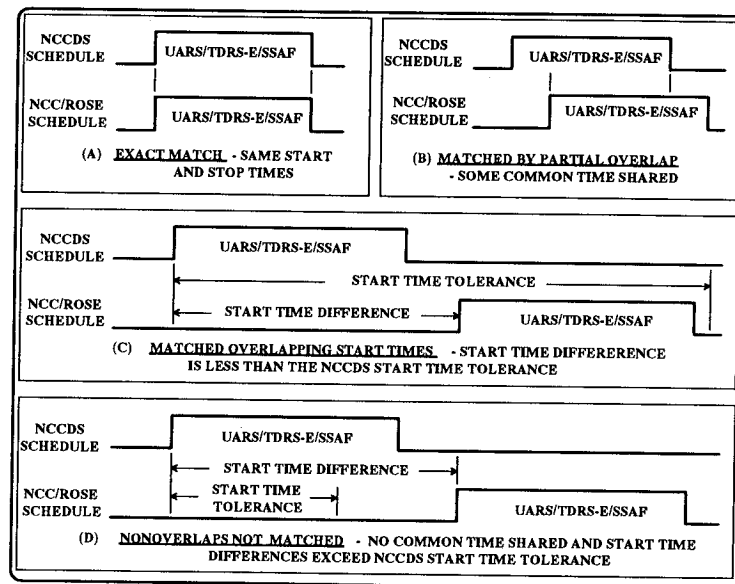 NCCDS
SCHEDULE
UARS/TDRS-E/SSAF
NCC/ROSE
SCHEDULE
UARS/TDRS-E/SSAF
(A) EXACT MATCH - SAME START
AND STOP TIMES
NCCDS
SCHEDULE
UARS/TDRS-E/SSAF
NCC/ROSE
SCHEDULE
UARS/TDRS-E/SSAF
(B) MATCHED BY PARTIAL OVERLAP
- SOME COMMON TIME SHARED
NCCDS
SCHEDULE
UARS/TDRS-E/SSAF
START TIME TOLERANCE
START TIME DIFFERENCE
NCC/ROSE
SCHEDULE
UARS/TDRS-E/SSAF
(C) MATCHED OVERLAPPING START TIMES - START TIME DIFFERERENCE
IS LESS THAN THE NCCDS START TIME TOLERANCE
NCCDS
SCHEDULE
UARS/TDRS-E/SSAF
START TIME DIFFERENCE
START TIME
TOLERANCE
NCC/ROSE
SCHEDULE
UARS/TDRS-E/SSAF
(D) NONOVERLAPS NOT MATCHED - NO COMMON TIME SHARED AND START TIME
DIFFERENCES EXCEED NCCDS START TIME TOLERANCE